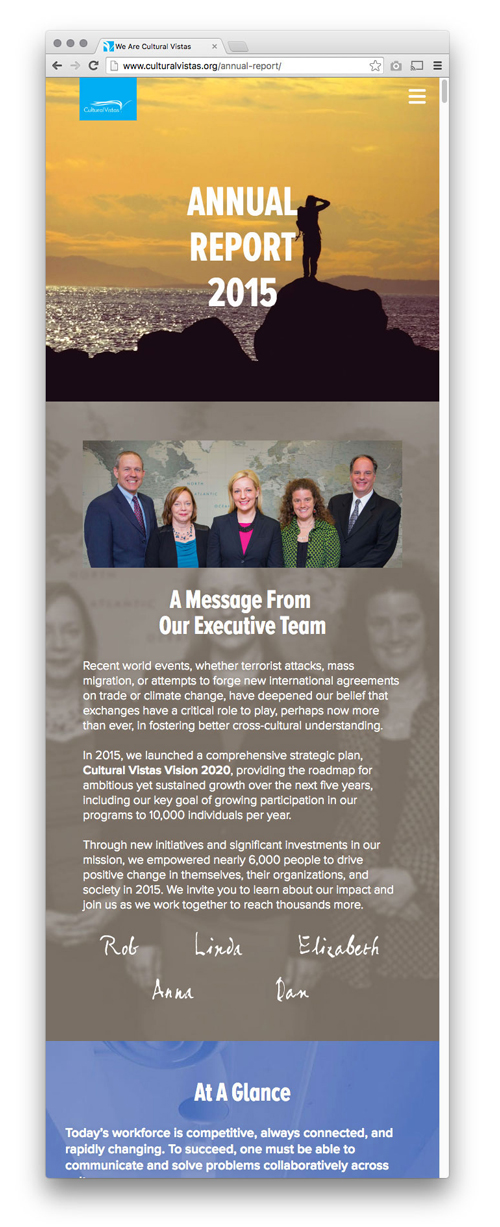 We Are Cultural Vistas
www.culturalvistas.org/annual-report/
CulturalVistas
ANNUAL
REPORT
2015
A Message From
Our Executive Team
Recent world events, whether terrorist attacks, mass
migration, or attempts to forge new international agreements
on trade or climate change, have deepened our belief that
exchanges have a critical role to play, perhaps now more
than ever, in fostering better cross-cultural understanding.
In 2015, we launched a comprehensive strategic plan,
Cultural Vistas Vision 2020, providing the roadmap for
ambitious yet sustained growth over the next five years,
including our key goal of growing participation in our
programs to 10,000 individuals per year.
Through new initiatives and significant investments in our
mission, we empowered nearly 6,000 people to drive
positive change in themselves, their organizations, and
society in 2015. We invite you to learn about our impact and
join us as we work together to reach thousands more.
Rob Linda Elizabeth
Anna Dan
At A Glance
Today's workforce is competitive, always connected, and
rapidly changing. To succeed, one must be able to
communicate and solve problems collaboratively across